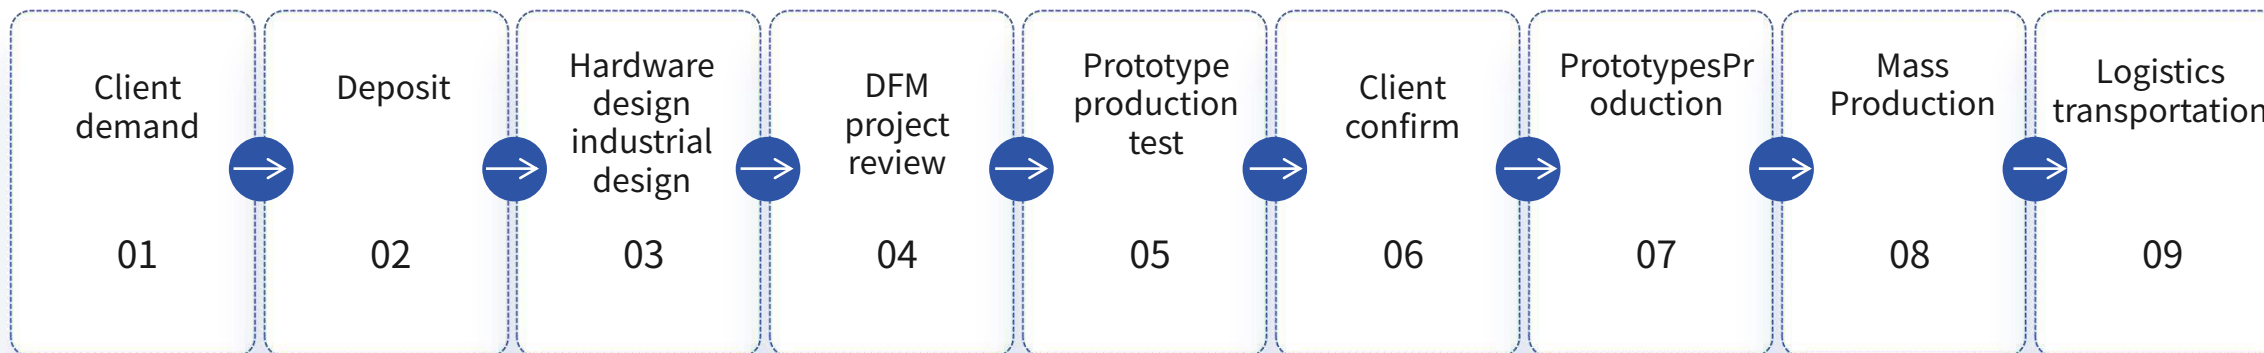 Client
demand
01
Deposit
02
Hardware
design
industrial
design
03
DFM
project
review
04
Prototype
production
test
05
Client
confirm
06
PrototypesPr
oduction
07
Mass
Production
08
Logistics
transportation
09